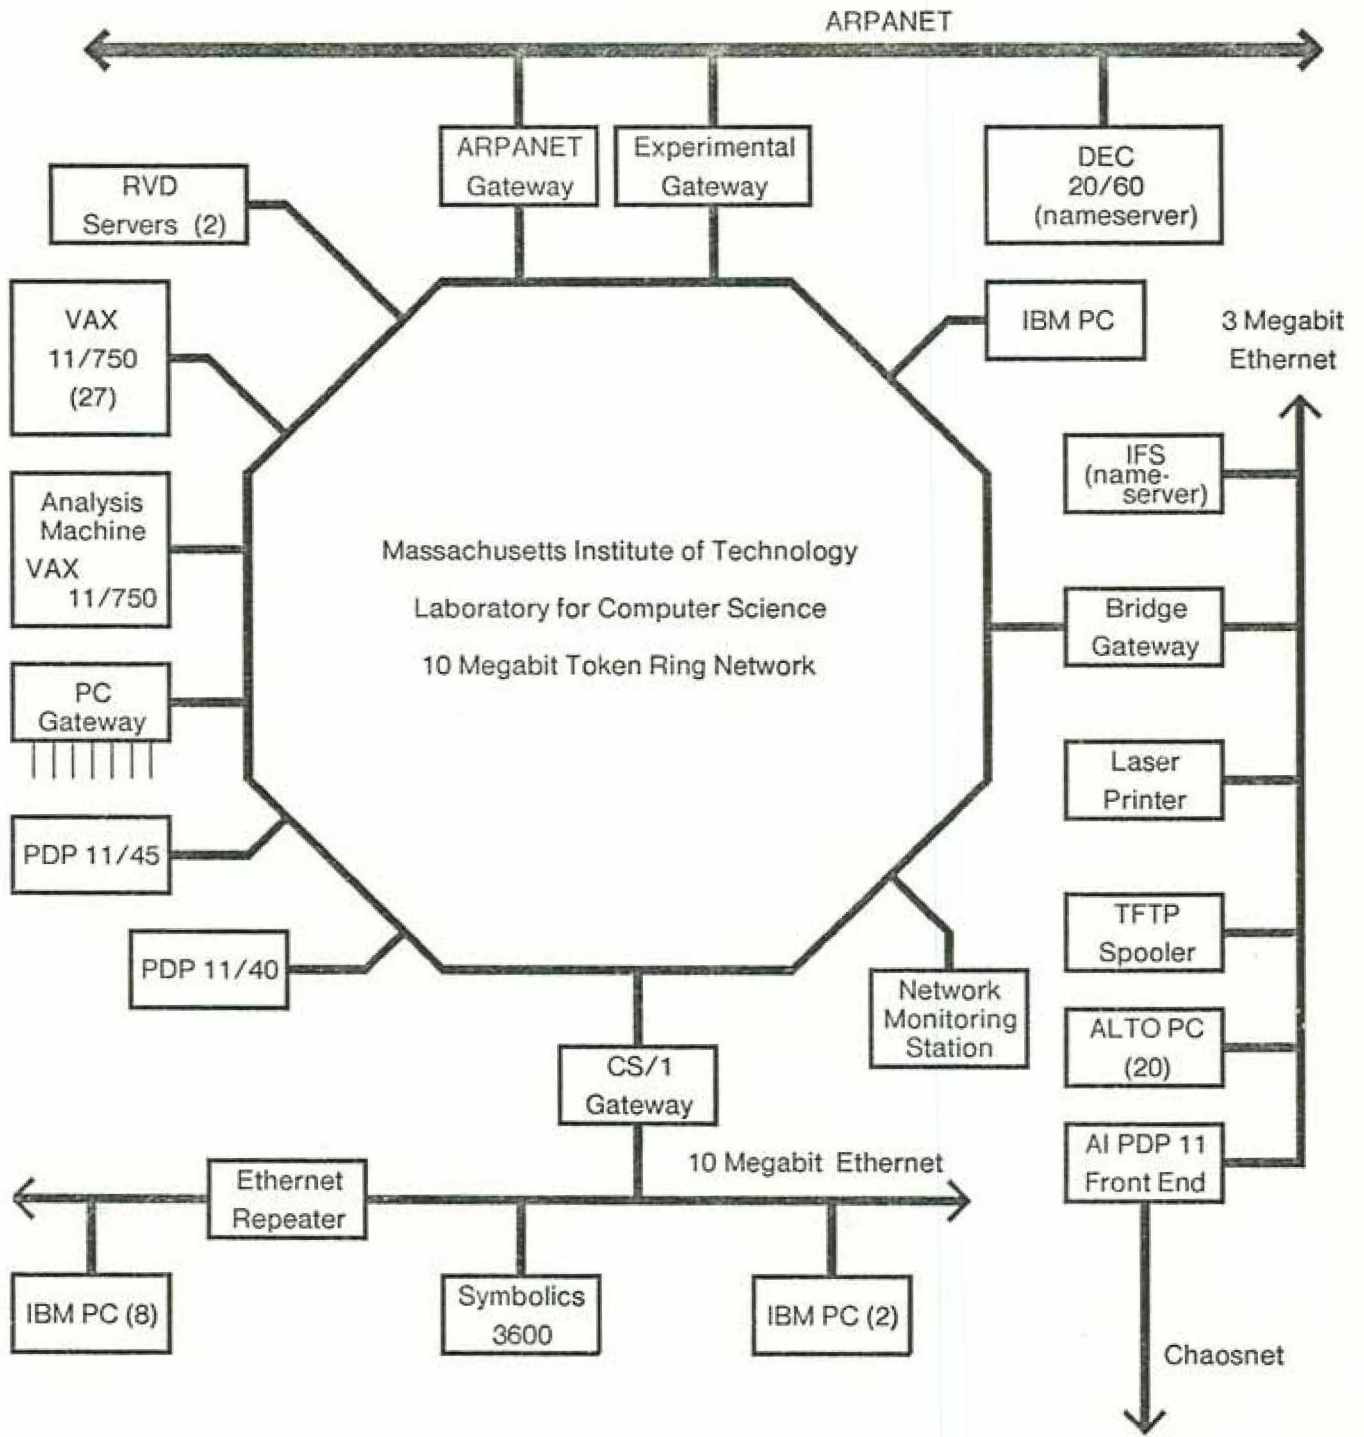 ARPANET
ARPANET
Gateway
Experimental
Gateway
DEC
20/60
(nameserver)
RVD
Servers (2)
VAX
11/750
(27)
IBM PC
3 Megabit
Ethernet
IFS
(name-
server)
Analysis
Machine
VAX
11/750
Massachusetts Institute of Technology
Laboratory for Computer Science
10 Megabit Token Ring Network
Bridge
Gateway
PC
Gateway
Laser
Printer
PDP 11/45
TFTP
Spooler
PDP 11/40
Network
Monitoring
Station
ALTO PC
(20)
CS/1
Gateway
AI PDP 11
Front End
10 Megabit Ethernet
Ethernet
Repeater
IBM PC (8)
Symbolics
3600
IBM PC (2)
Chaosnet